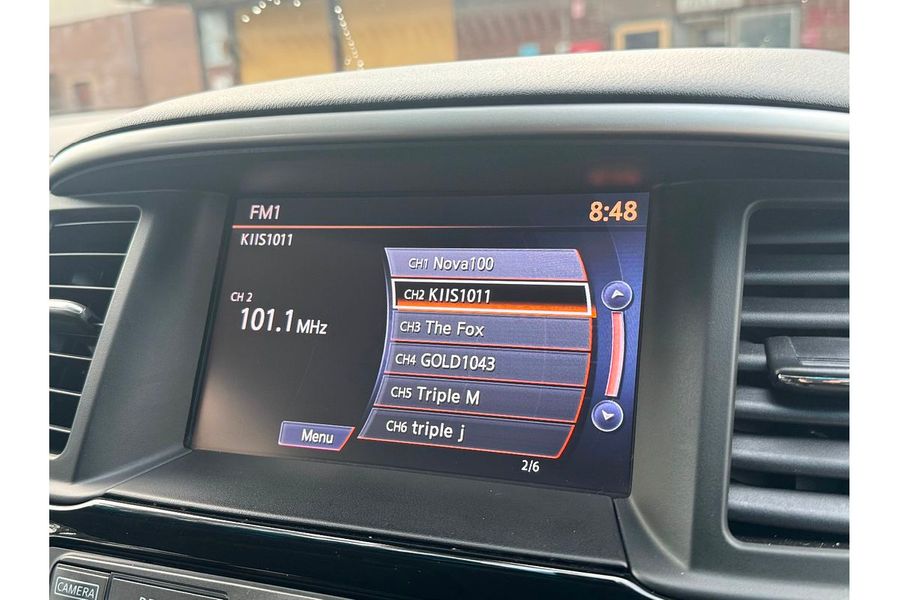 FM1
8:48
KIIS1011
CH 2
101.1 MHz
CH1 Nova100
CH2 KIIS1011
CH3 The Fox
CH4 GOLD1043
CH5 Triple M
CH6 triple j
Menu
2/6
CAMERA